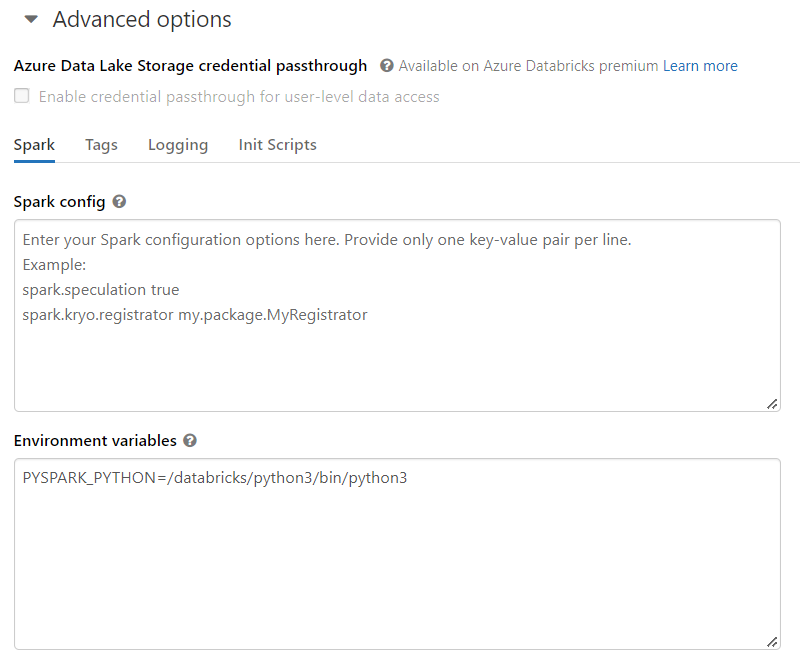 Advanced options
Azure Data Lake Storage credential passthrough ? Available on Azure Databricks premium Learn more
Enable credential passthrough for user-level data access
Spark Tags Logging Init Scripts
Spark config ?
Enter your Spark configuration options here. Provide only one key-value pair per line.
Example:
spark.speculation true
spark.kryo.registrator my.package.MyRegistrator
Environment variables ?
PYSPARK_PYTHON=/databricks/python3/bin/python3